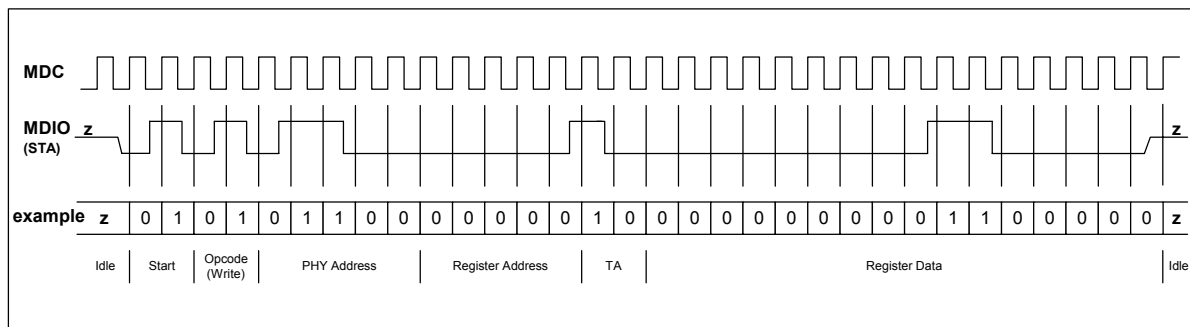 MDC
MDIO z z
(STA)
example z 0 1 0 1 0 1 1 0 0 0 0 0 0 0 1 0 0 0 0 0 0 0 0 0 0 1 1 0 0 0 0 0 z
Idle Start Opcode (Write) PHY Address Register Address TA Register Data Idle